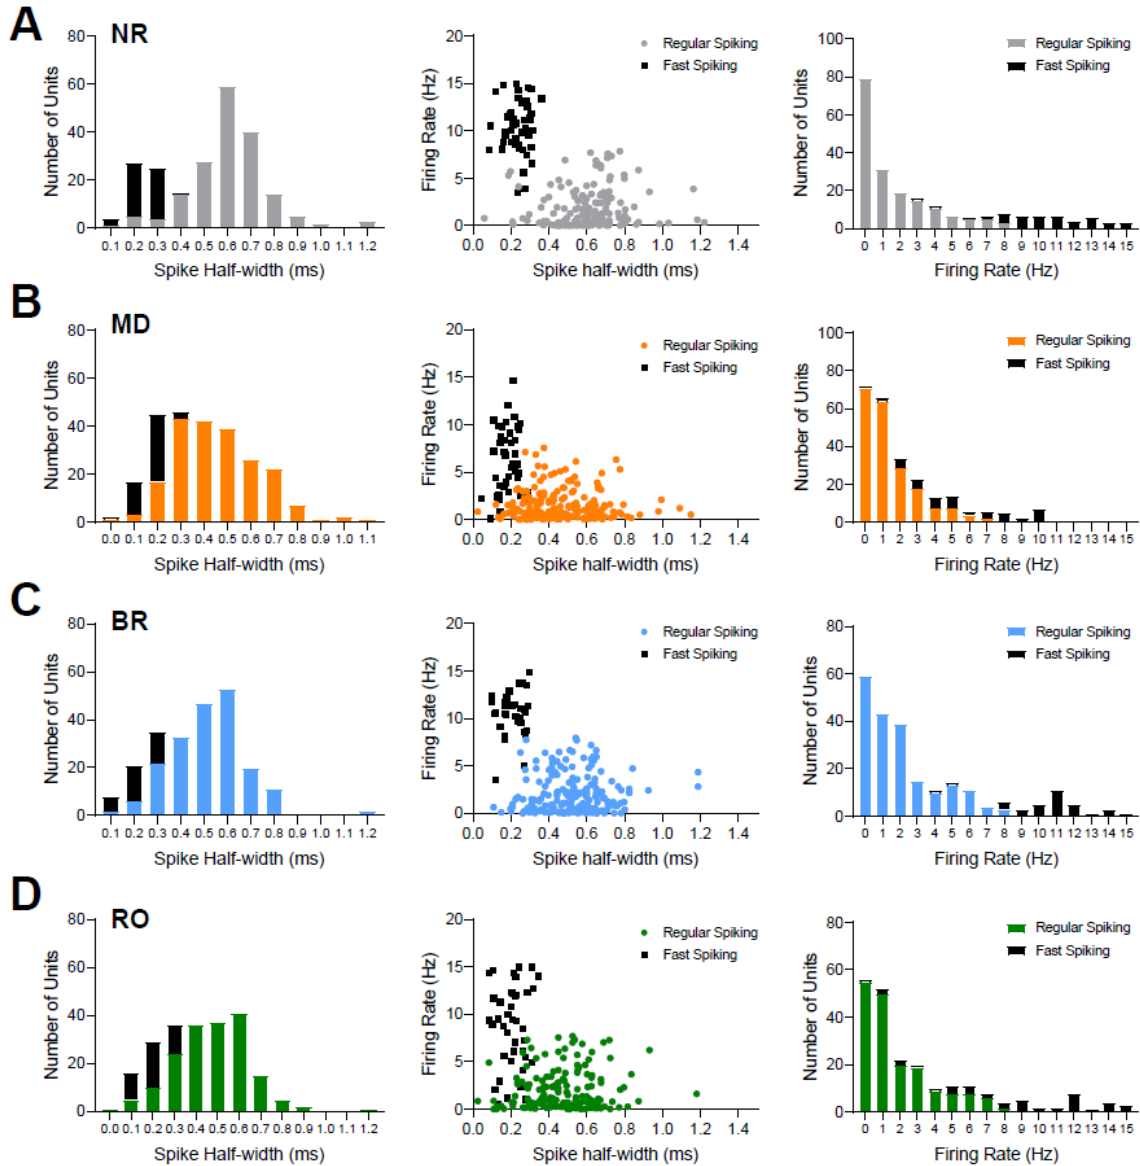 A
NR
80
60
40
20
0
Number of Units
0.1 0.2 0.3 0.4 0.5 0.6 0.7 0.8 0.9 1.0 1.1 1.2
Spike Half-width (ms)
20
15
10
5
0
Firing Rate (Hz)
0.0 0.2 0.4 0.6 0.8 1.0 1.2 1.4
Spike half-width (ms)
Regular Spiking
Fast Spiking
100
80
60
40
20
0
Number of Units
0 1 2 3 4 5 6 7 8 9 10 11 12 13 14 15
Firing Rate (Hz)
Regular Spiking
Fast Spiking
B
MD
80
60
40
20
0
Number of Units
0.0 0.1 0.2 0.3 0.4 0.5 0.6 0.7 0.8 0.9 1.0 1.1
Spike Half-width (ms)
20
15
10
5
0
Firing Rate (Hz)
0.0 0.2 0.4 0.6 0.8 1.0 1.2 1.4
Spike half-width (ms)
Regular Spiking
Fast Spiking
100
80
60
40
20
0
Number of Units
0 1 2 3 4 5 6 7 8 9 10 11 12 13 14 15
Firing Rate (Hz)
Regular Spiking
Fast Spiking
C
BR
80
60
40
20
0
Number of Units
0.1 0.2 0.3 0.4 0.5 0.6 0.7 0.8 0.9 1.0 1.1 1.2
Spike Half-width (ms)
20
15
10
5
0
Firing Rate (Hz)
0.0 0.2 0.4 0.6 0.8 1.0 1.2 1.4
Spike half-width (ms)
Regular Spiking
Fast Spiking
80
60
40
20
0
Number of Units
0 1 2 3 4 5 6 7 8 9 10 11 12 13 14 15
Firing Rate (Hz)
Regular Spiking
Fast Spiking
D
RO
80
60
40
20
0
Number of Units
0.0 0.1 0.2 0.3 0.4 0.5 0.6 0.7 0.8 0.9 1.0 1.1 1.2
Spike Half-width (ms)
20
15
10
5
0
Firing Rate (Hz)
0.0 0.2 0.4 0.6 0.8 1.0 1.2 1.4
Spike half-width (ms)
Regular Spiking
Fast Spiking
80
60
40
20
0
Number of Units
0 1 2 3 4 5 6 7 8 9 10 11 12 13 14 15
Firing Rate (Hz)
Regular Spiking
Fast Spiking